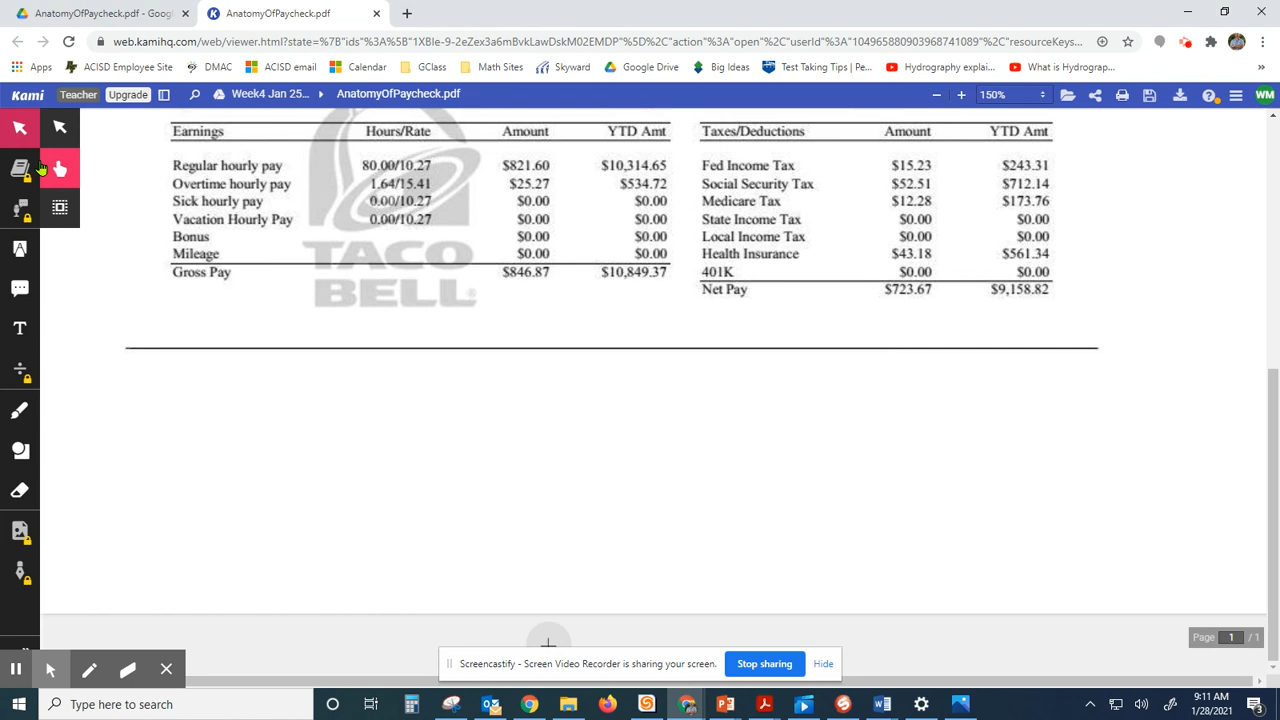 AnatomyOfPaycheck.pdf - Goog
AnatomyOfPaycheck.pdf
web.kamihq.com/web/viewer.html?state=%7B"ids"%3A%5B"1XBle-9-2eZex3a6mBvkLawDskM02EMDP"%5D%2C"action"%3A"open"%2C"userId"%3A"104965880903968741089"%2C"resourceKeys...
Apps ACISD Employee Site DMAC ACISD email Calendar GClass Math Sites Skyward Google Drive Big Ideas Test Taking Tips | Pe... Hydrography explai... What is Hydrograp... »
Kami Teacher Upgrade Week4 Jan 25... AnatomyOfPaycheck.pdf 150% WM
Earnings Hours/Rate Amount YTD Amt Taxes/Deductions Amount YTD Amt
Regular hourly pay 80.00/10.27 $821.60 $10,314.65 Fed Income Tax $15.23 $243.31
Overtime hourly pay 1.64/15.41 $25.27 $534.72 Social Security Tax $52.51 $712.14
Sick hourly pay 0.00/10.27 $0.00 $0.00 Medicare Tax $12.28 $173.76
Vacation Hourly Pay 0.00/10.27 $0.00 $0.00 State Income Tax $0.00 $0.00
Bonus $0.00 $0.00 Local Income Tax $0.00 $0.00
Mileage $0.00 $0.00 Health Insurance $43.18 $561.34
Gross Pay $846.87 $10,849.37 401K $0.00 $0.00
Net Pay $723.67 $9,158.82
TACO
BELL®
Page 1 / 1
Screencastify - Screen Video Recorder is sharing your screen. Stop sharing Hide
Type here to search
9:11 AM
1/28/2021
3